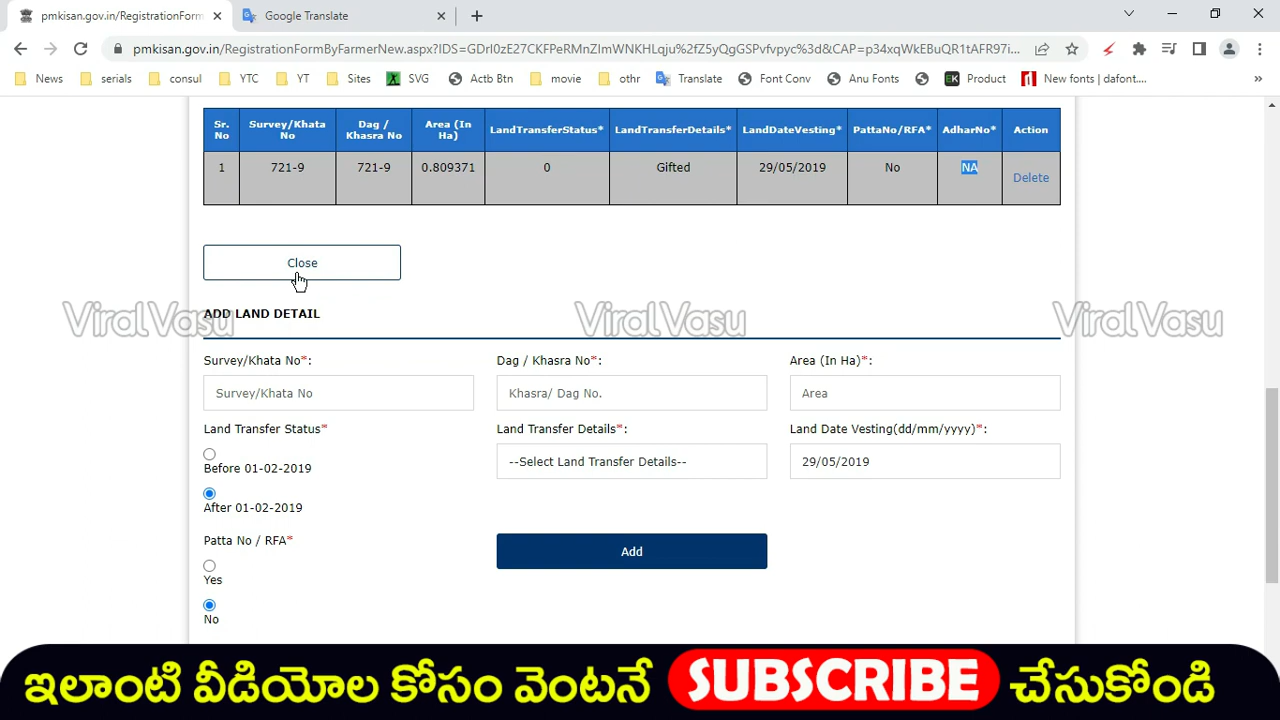 pmkisan.gov.in/RegistrationForm
Google Translate
pmkisan.gov.in/RegistrationFormByFarmerNew.aspx?IDS=GDrI0zE27CKFPeRMnZImWNKHLqju%2fZ5yQgGSPvfvpyc%3d&CAP=p34xqWkEBuQR1tAFR97i...
News serials consul YTC YT Sites SVG Actb Btn movie othr Translate Font Conv Anu Fonts Product New fonts | dafont.... »
Sr. No Survey/Khata No Dag / Khasra No Area (In Ha) LandTransferStatus* LandTransferDetails* LandDateVesting* PattaNo/RFA* AdharNo* Action
1 721-9 721-9 0.809371 0 Gifted 29/05/2019 No NA Delete
Close
ViralVasu ViralVasu ViralVasu
ADD LAND DETAIL
Survey/Khata No*: Dag / Khasra No*: Area (In Ha)*:
Survey/Khata No Khasra/ Dag No. Area
Land Transfer Status* Land Transfer Details*: Land Date Vesting(dd/mm/yyyy)*:
--Select Land Transfer Details-- 29/05/2019
Before 01-02-2019
After 01-02-2019
Patta No / RFA*
Add
Yes
No
ఇలాంటి వీడియోల కోసం వెంటనే SUBSCRIBE చేసుకోండి